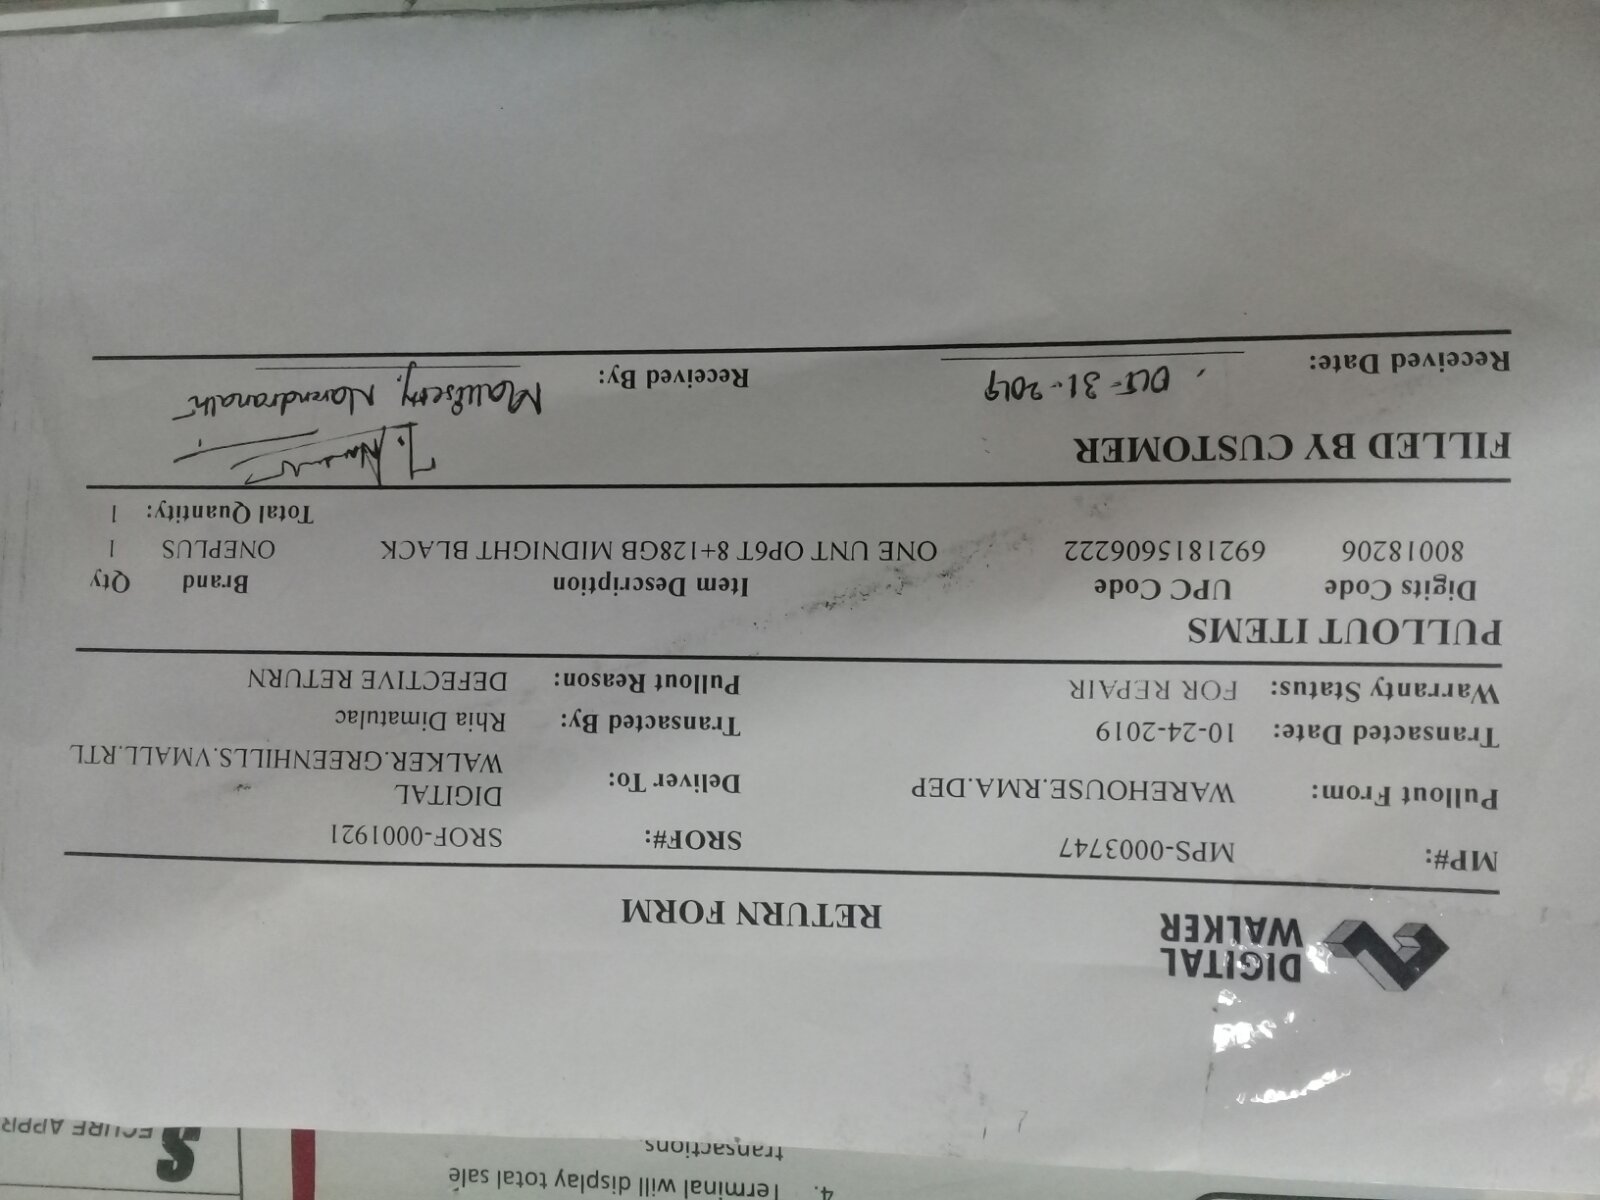 4. Terminal will display total sale
transactions.
SECURE APPR
DIGITAL
WALKER
RETURN FORM
MP#: MPS-0003747 SROF#: SROF-0001921
Pullout From: WAREHOUSE.RMA.DEP Deliver To: DIGITAL
WALKER.GREENHILLS.VMALL.RTL
Transacted Date: 10-24-2019 Transacted By: Rhia Dimatulac
Warranty Status: FOR REPAIR Pullout Reason: DEFECTIVE RETURN
PULLOUT ITEMS
Digits Code UPC Code Item Description Brand Qty
80018206 6921815606222 ONE UNT OP6T 8+128GB MIDNIGHT BLACK ONEPLUS 1
Total Quantity: 1
FILLED BY CUSTOMER
Received Date: OCT-31-2019 Received By: Mallisetty, Narendranath